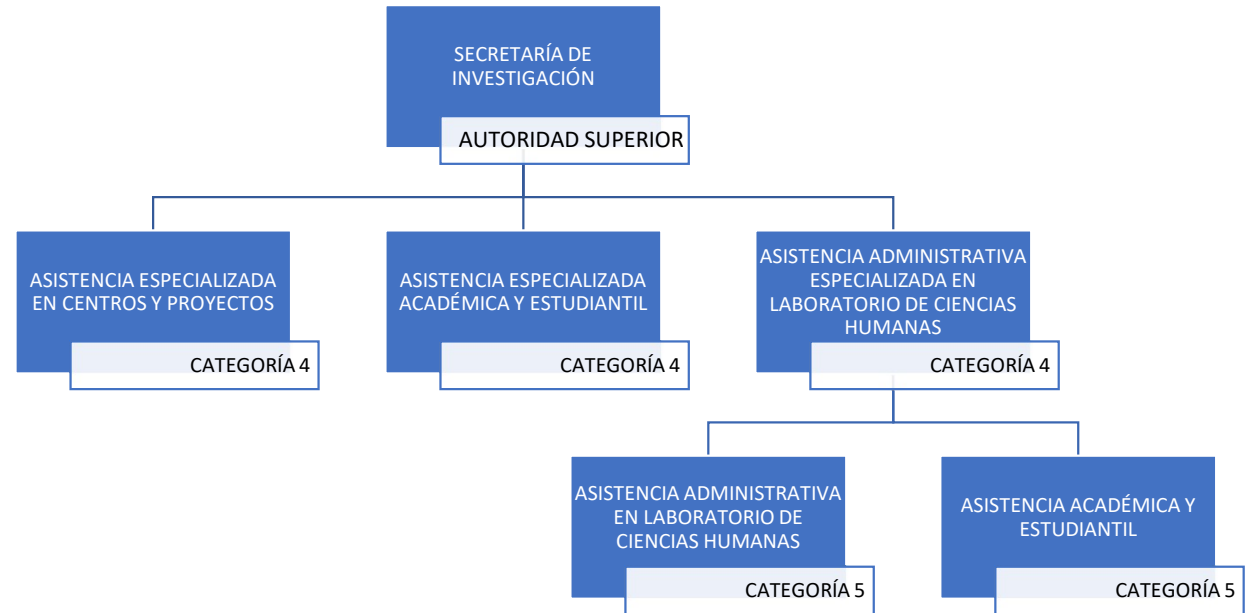 SECRETARÍA DE
INVESTIGACIÓN
AUTORIDAD SUPERIOR
ASISTENCIA ESPECIALIZADA
EN CENTROS Y PROYECTOS
CATEGORÍA 4
ASISTENCIA ESPECIALIZADA
ACADÉMICA Y ESTUDIANTIL
CATEGORÍA 4
ASISTENCIA ADMINISTRATIVA
ESPECIALIZADA EN
LABORATORIO DE CIENCIAS
HUMANAS
CATEGORÍA 4
ASISTENCIA ADMINISTRATIVA
EN LABORATORIO DE
CIENCIAS HUMANAS
CATEGORÍA 5
ASISTENCIA ACADÉMICA Y
ESTUDIANTIL
CATEGORÍA 5